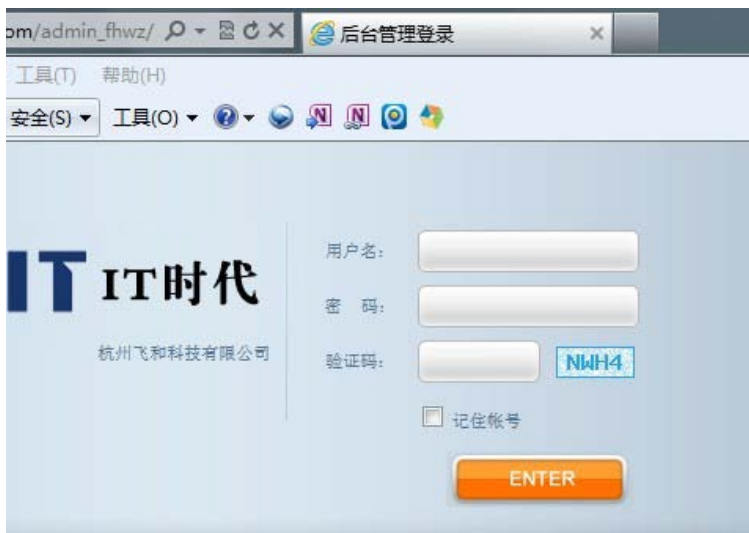 om/admin_fhwz/
后台管理登录
工具(T) 帮助(H)
安全(S) 工具(O)
IT IT时代
杭州飞和科技有限公司
用户名:
密 码:
验证码:
NWH4
记住帐号
ENTER